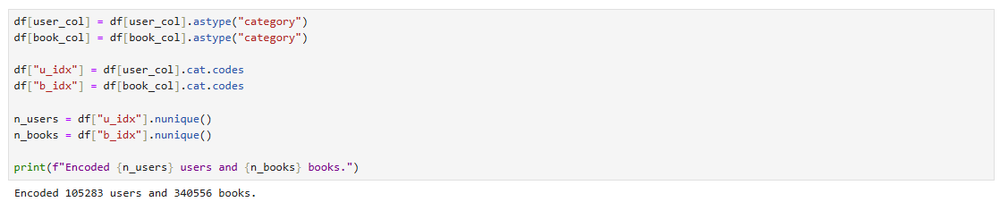 df[user_col] = df[user_col].astype("category")
df[book_col] = df[book_col].astype("category")
df["u_idx"] = df[user_col].cat.codes
df["b_idx"] = df[book_col].cat.codes
n_users = df["u_idx"].nunique()
n_books = df["b_idx"].nunique()
print(f"Encoded {n_users} users and {n_books} books.")
Encoded 105283 users and 340556 books.